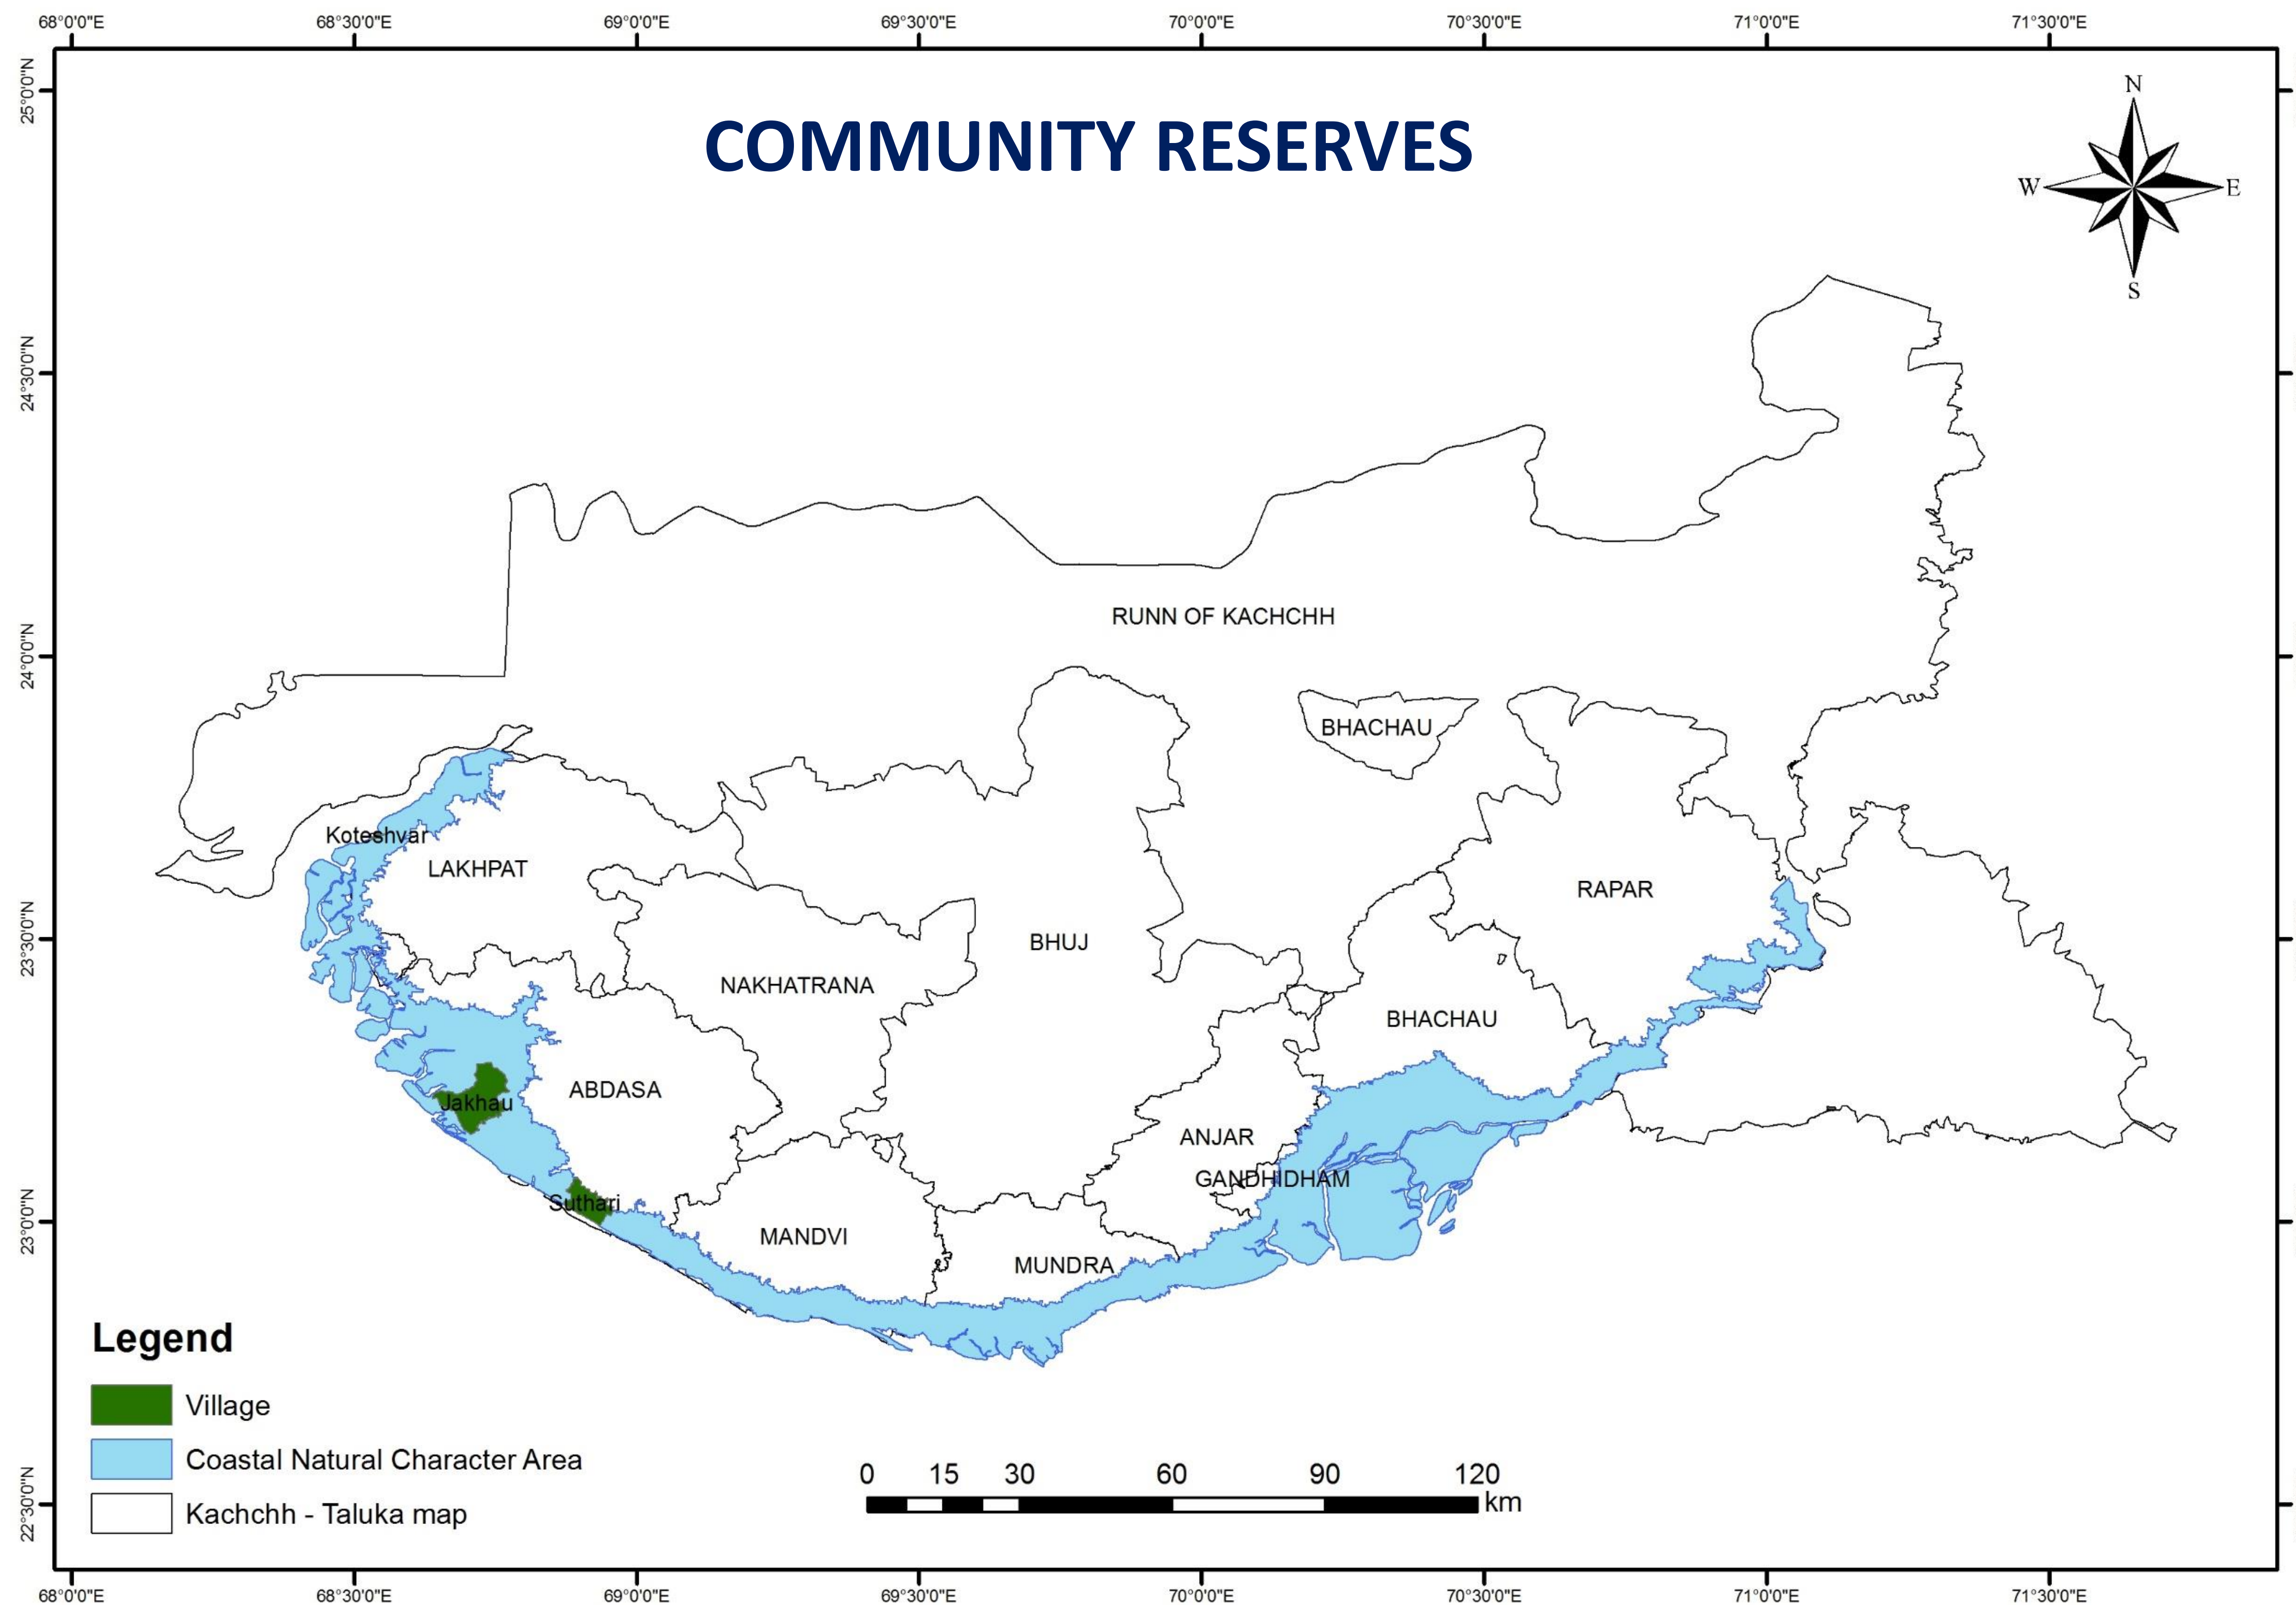 68°0'0"E 68°30'0"E 69°0'0"E 69°30'0"E 70°0'0"E 70°30'0"E 71°0'0"E 71°30'0"E
25°0'0"N
24°30'0"N
24°0'0"N
23°30'0"N
23°0'0"N
22°30'0"N
COMMUNITY RESERVES
N
W E
S
RUNN OF KACHCHH
BHACHAU
Koteshvar
LAKHPAT
RAPAR
BHUJ
NAKHATRANA
BHACHAU
ABDASA
Jakhau
ANJAR
GANDHIDHAM
Suthari
MANDVI
MUNDRA
Legend
Village
Coastal Natural Character Area
Kachchh - Taluka map
0 15 30 60 90 120
km
68°0'0"E 68°30'0"E 69°0'0"E 69°30'0"E 70°0'0"E 70°30'0"E 71°0'0"E 71°30'0"E